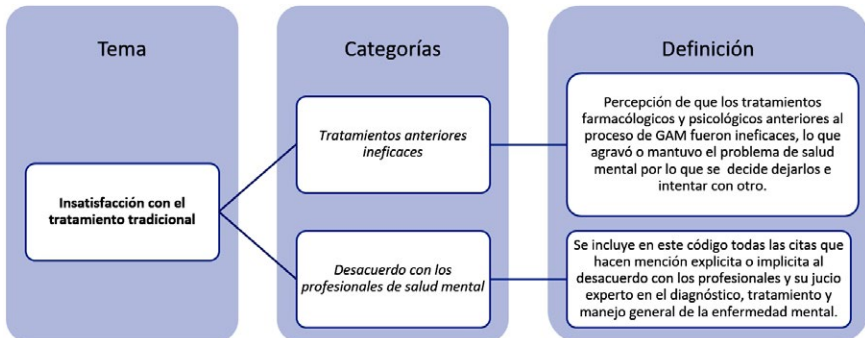 Tema
Categorías
Definición
Insatisfacción con el
tratamiento tradicional
Tratamientos anteriores
ineficaces
Percepción de que los tratamientos
farmácologicos y psicológicos anteriores al
proceso de GAM fueron ineficaces, lo que
agravó o mantuvo el problema de salud
mental por lo que se decide dejarlos e
intentar con otro.
Desacuerdo con los
profesionales de salud mental
Se incluye en este código todas las citas que
hacen mención explicita o implicita al
desacuerdo con los profesionales y su jucio
experto en el diagnóstico, tratamiento y
manejo general de la enfermedad mental.